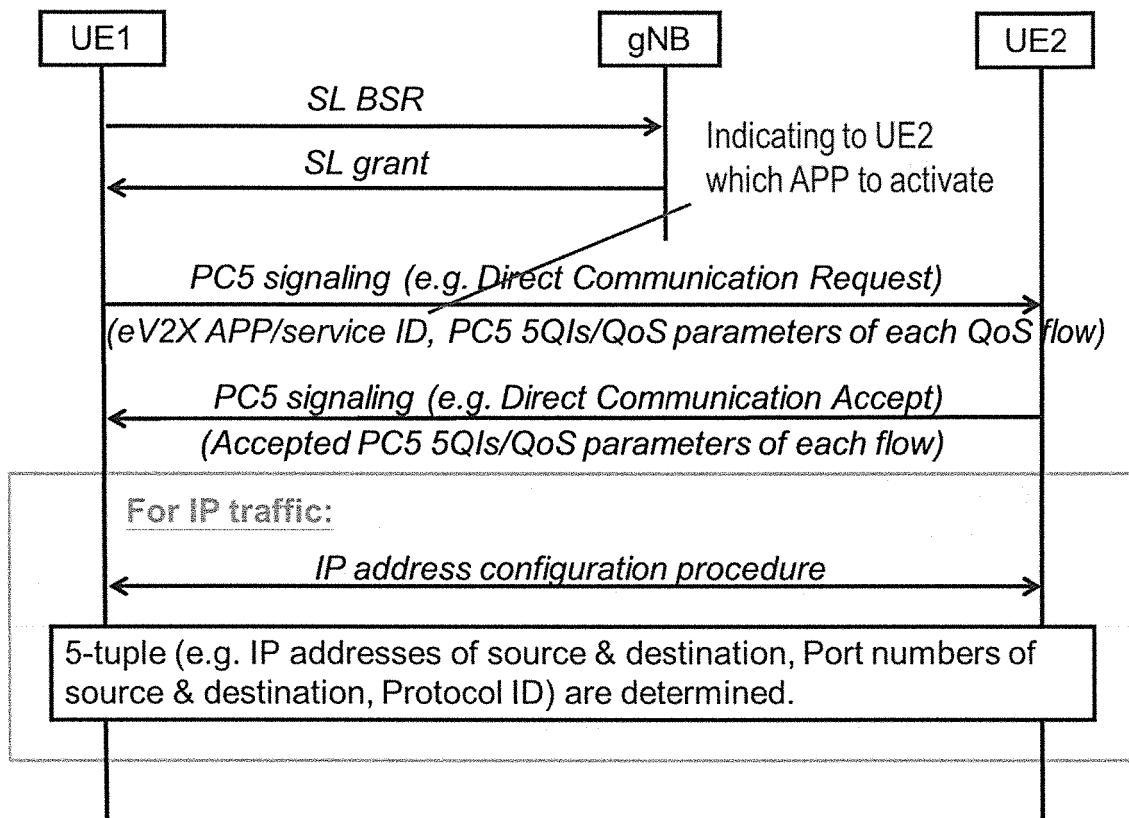 UE1
gNB
UE2
SL BSR
SL grant
Indicating to UE2
which APP to activate
PC5 signaling (e.g. Direct Communication Request)
(eV2X APP/service ID, PC5 5QIs/QoS parameters of each QoS flow)
PC5 signaling (e.g. Direct Communication Accept)
(Accepted PC5 5QIs/QoS parameters of each flow)
For IP traffic:
IP address configuration procedure
5-tuple (e.g. IP addresses of source & destination, Port numbers of
source & destination, Protocol ID) are determined.